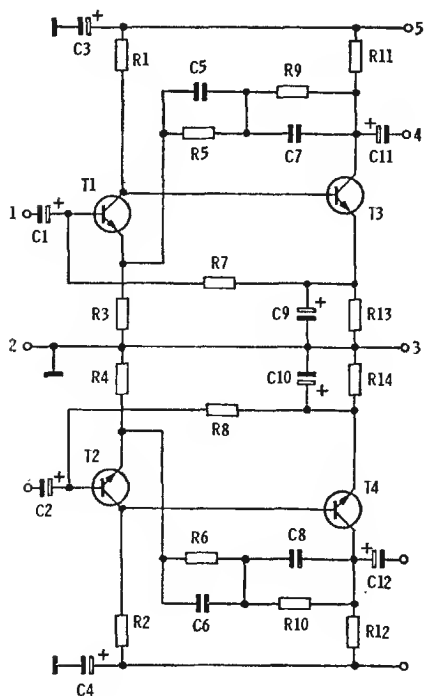 C3 + 5
R1 R11
C5 R9
+ 4
R5 C7 C11
T1
1 + T3
C1
R7
+
R3 C9 R13
2 3
R4 C10 R14
+
R8
T2
+ T4
C2
R6 C8
+
C12
C6 R10
R2 R12
+
C4